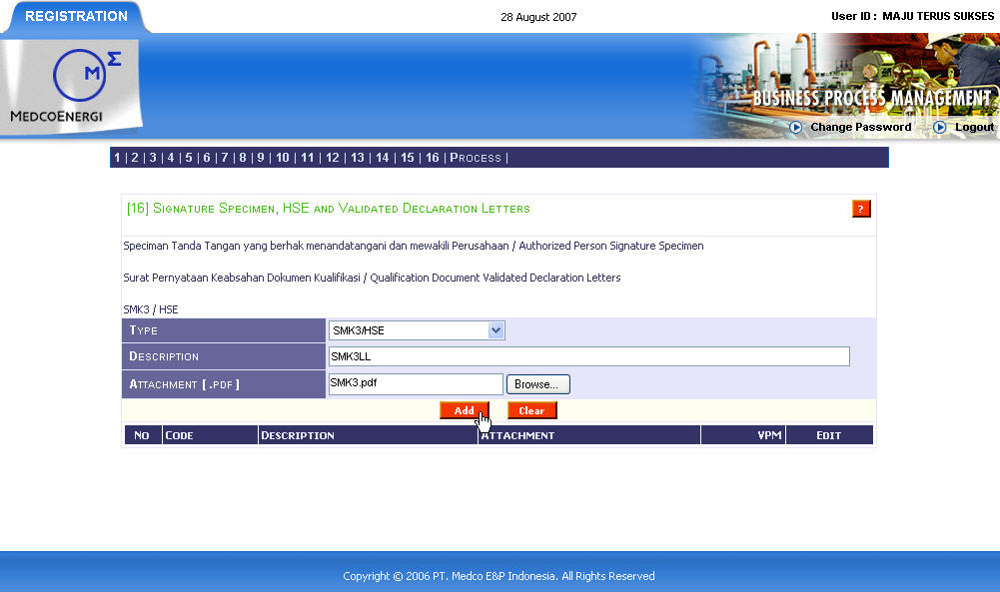 REGISTRATION
28 August 2007
User ID : MAJU TERUS SUKSES
M Σ
MEDCOENERGI
BUSINESS PROCESS MANAGEMENT
Change Password
Logout
1 | 2 | 3 | 4 | 5 | 6 | 7 | 8 | 9 | 10 | 11 | 12 | 13 | 14 | 15 | 16 | PROCESS |
[16] SIGNATURE SPECIMEN, HSE AND VALIDATED DECLARATION LETTERS
?
Speciman Tanda Tangan yang berhak menandatangani dan mewakili Perusahaan / Authorized Person Signature Specimen
Surat Pernyataan Keabsahan Dokumen Kualifikasi / Qualification Document Validated Declaration Letters
SMK3 / HSE
TYPE SMK3/HSE
DESCRIPTION SMK3LL
ATTACHMENT [ .PDF ] SMK3.pdf Browse...
Add Clear
NO CODE DESCRIPTION ATTACHMENT VPM EDIT
Copyright © 2006 PT. Medco E&P Indonesia. All Rights Reserved